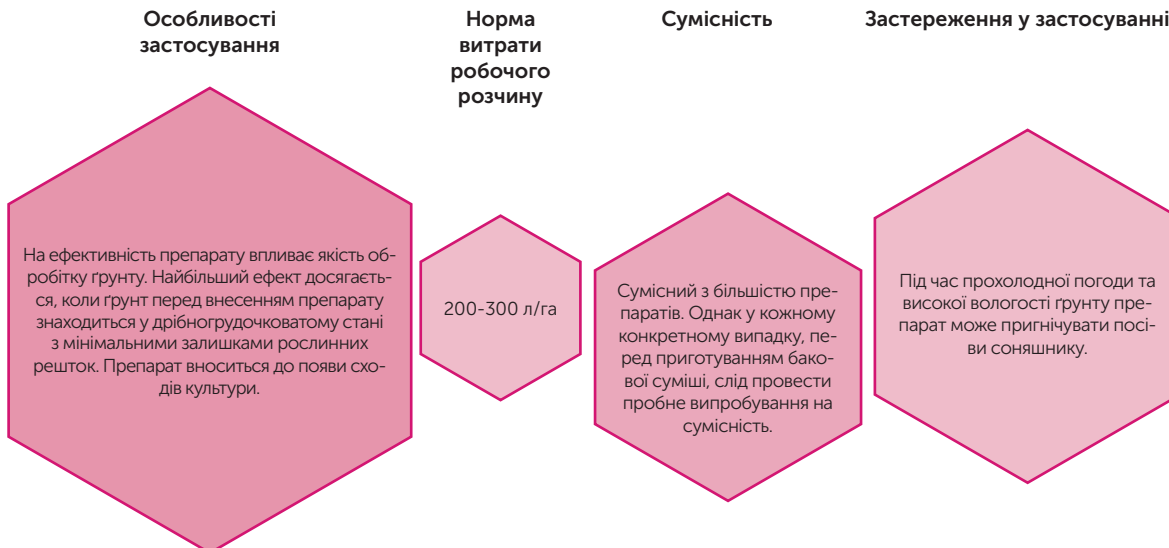 Особливості
застосування
Норма
витрати
робочого
розчину
Сумісність
Застереження у застосуванні
На ефективність препарату впливає якість об-
робітку ґрунту. Найбільший ефект досягаєть-
ся, коли ґрунт перед внесенням препарату
знаходиться у дрібногрудочковатому стані
з мінімальними залишками рослинних
решток. Препарат вноситься до появи схо-
дів культури.
200-300 л/га
Сумісний з більшістю пре-
паратів. Однак у кожному
конкретному випадку, пе-
ред приготуванням бако-
вої суміші, слід провести
пробне випробування на
сумісність.
Під час прохолодної погоди та
високої вологості ґрунту пре-
парат може пригнічувати посі-
ви соняшнику.